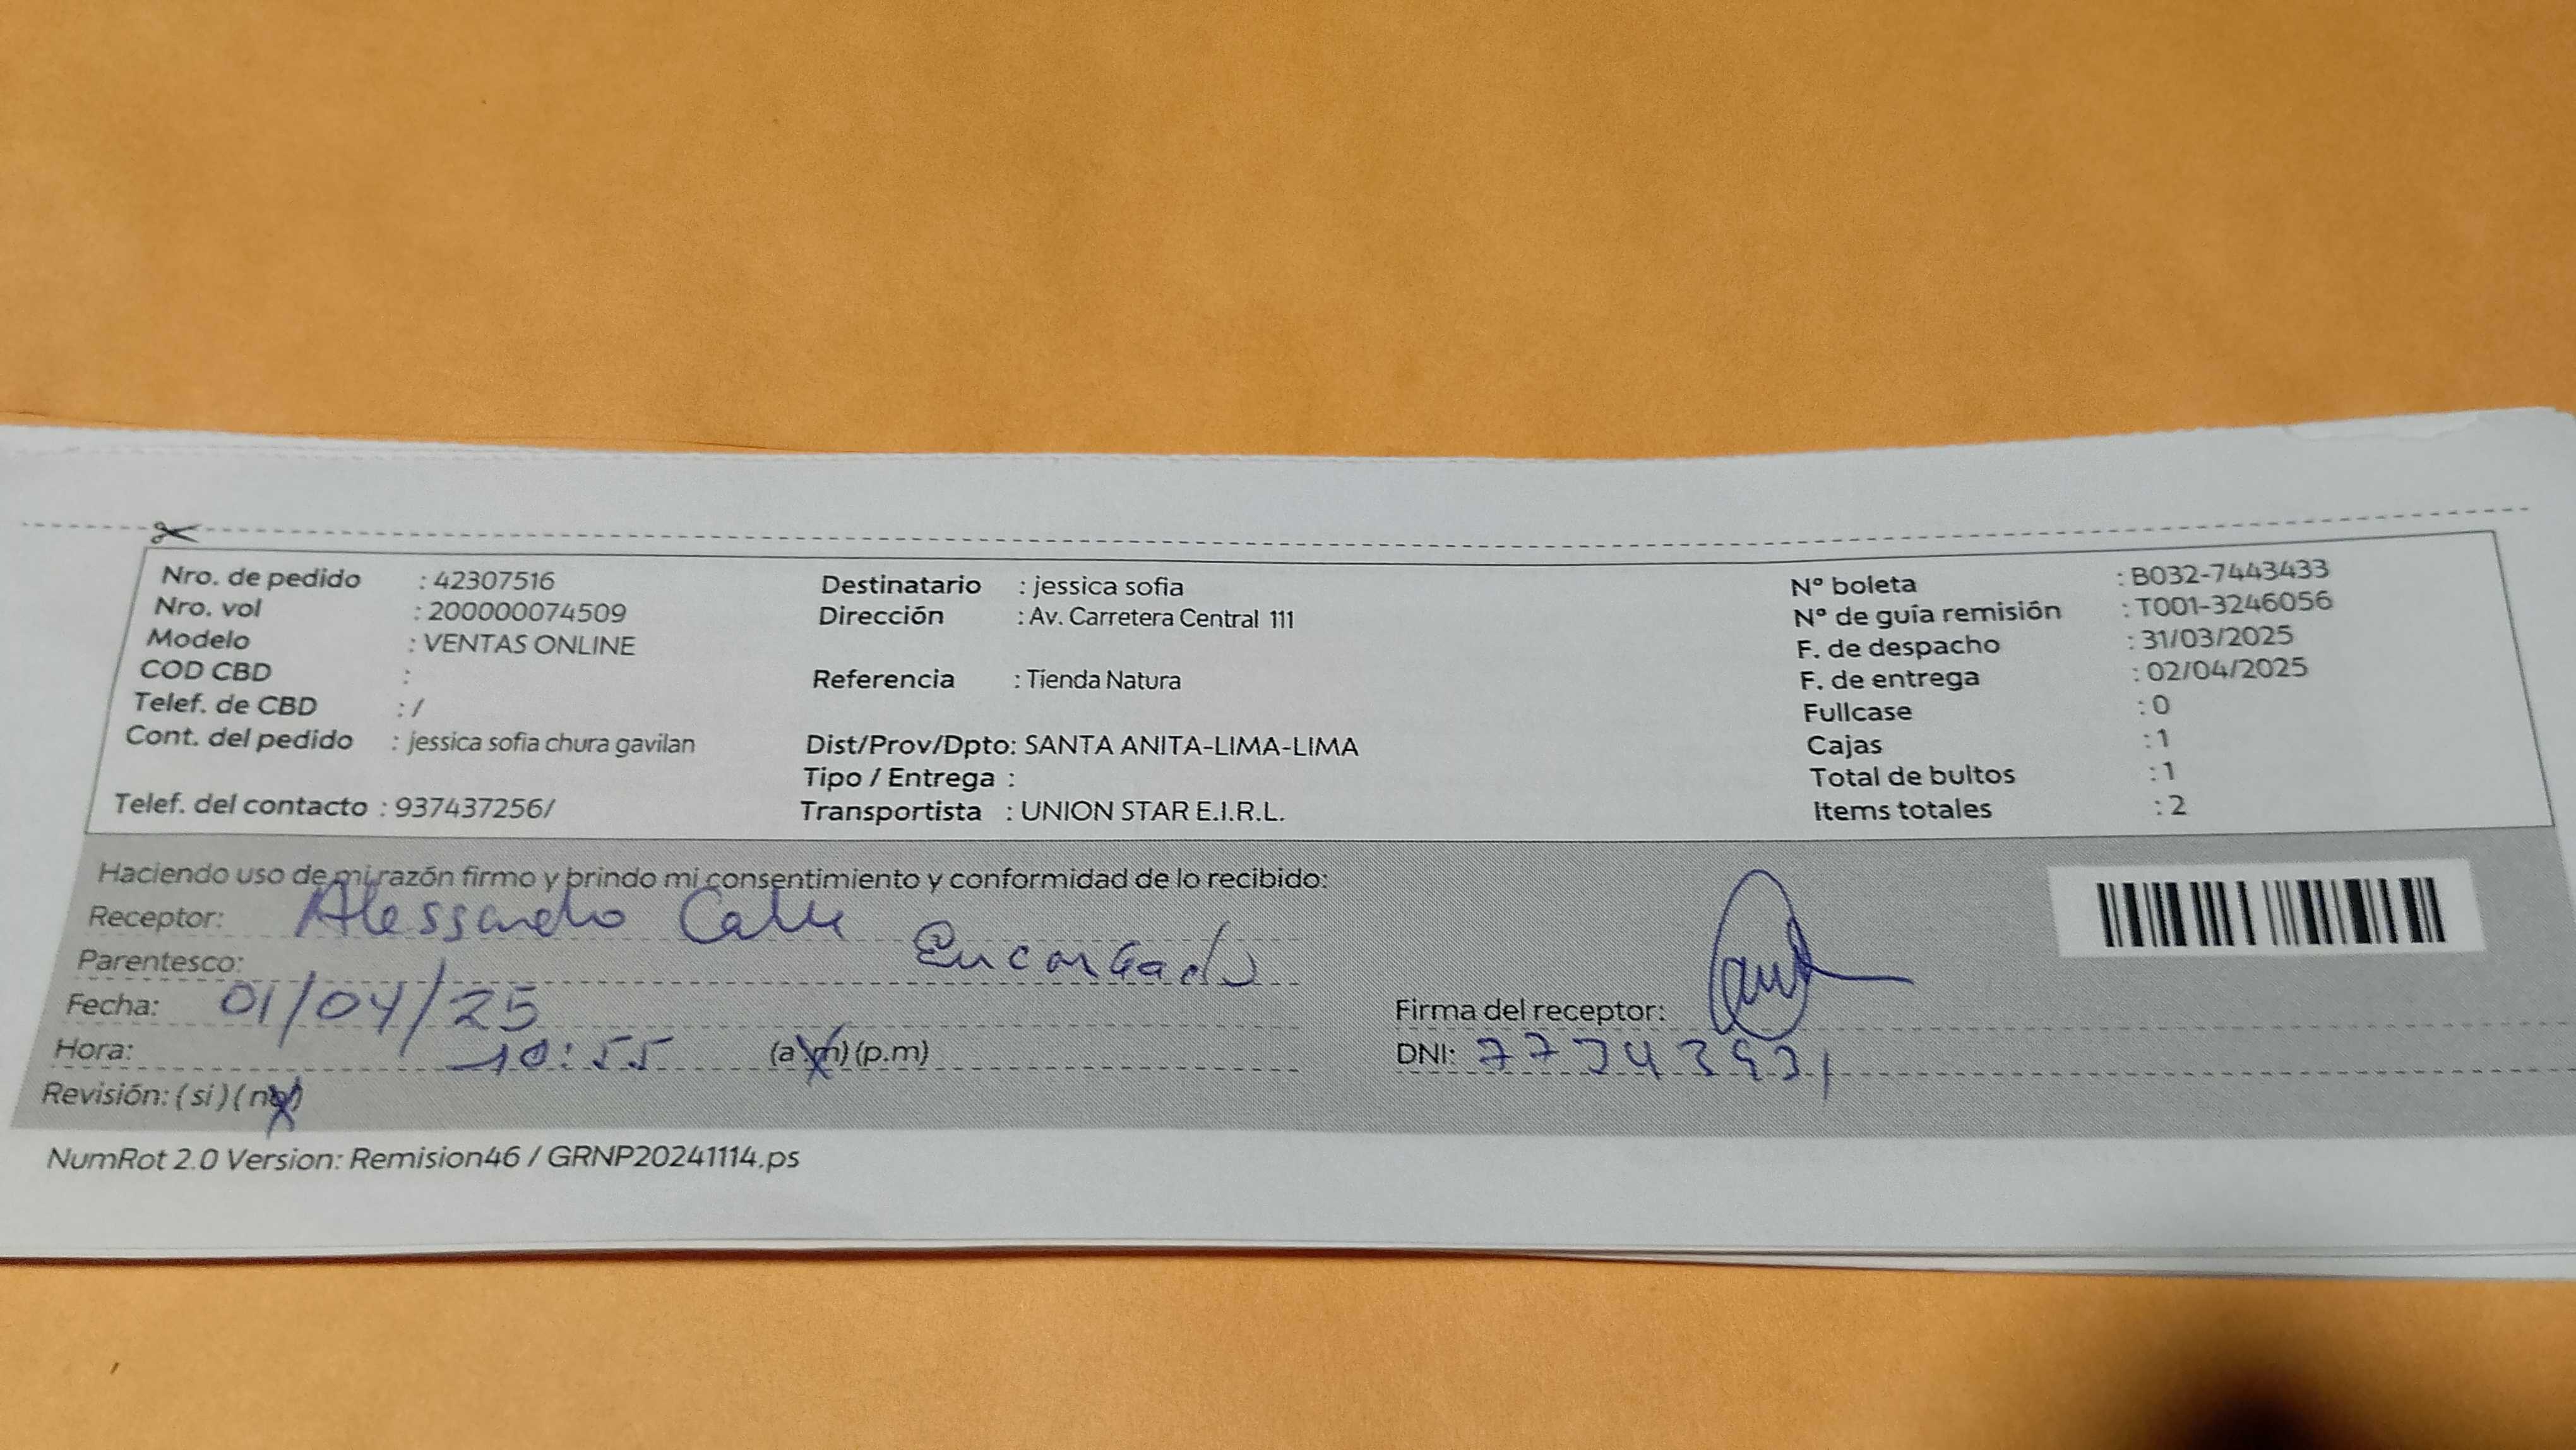 Nro. de pedido : 42307516
Nro. vol : 200000074509
Modelo : VENTAS ONLINE
COD CBD :
Telef. de CBD : /
Cont. del pedido : jessica sofia chura gavilan
Telef. del contacto : 937437256/
Destinatario : jessica sofia
Dirección : Av. Carretera Central 111
Referencia : Tienda Natura
Dist/Prov/Dpto: SANTA ANITA-LIMA-LIMA
Tipo / Entrega :
Transportista : UNION STAR E.I.R.L.
N° boleta : B032-7443433
N° de guía remisión : T001-3246056
F. de despacho : 31/03/2025
F. de entrega : 02/04/2025
Fullcase : 0
Cajas : 1
Total de bultos : 1
Items totales : 2
Haciendo uso de mi razón firmo y brindo mi consentimiento y conformidad de lo recibido:
Receptor: Alessandro
Parentesco: Encargado
Fecha: 01/04/25
Hora: 10:55 (a.m) (p.m)
Revisión: ( si ) ( no )
Firma del receptor:
DNI:
NumRot 2.0 Version: Remision46 / GRNP20241114.ps